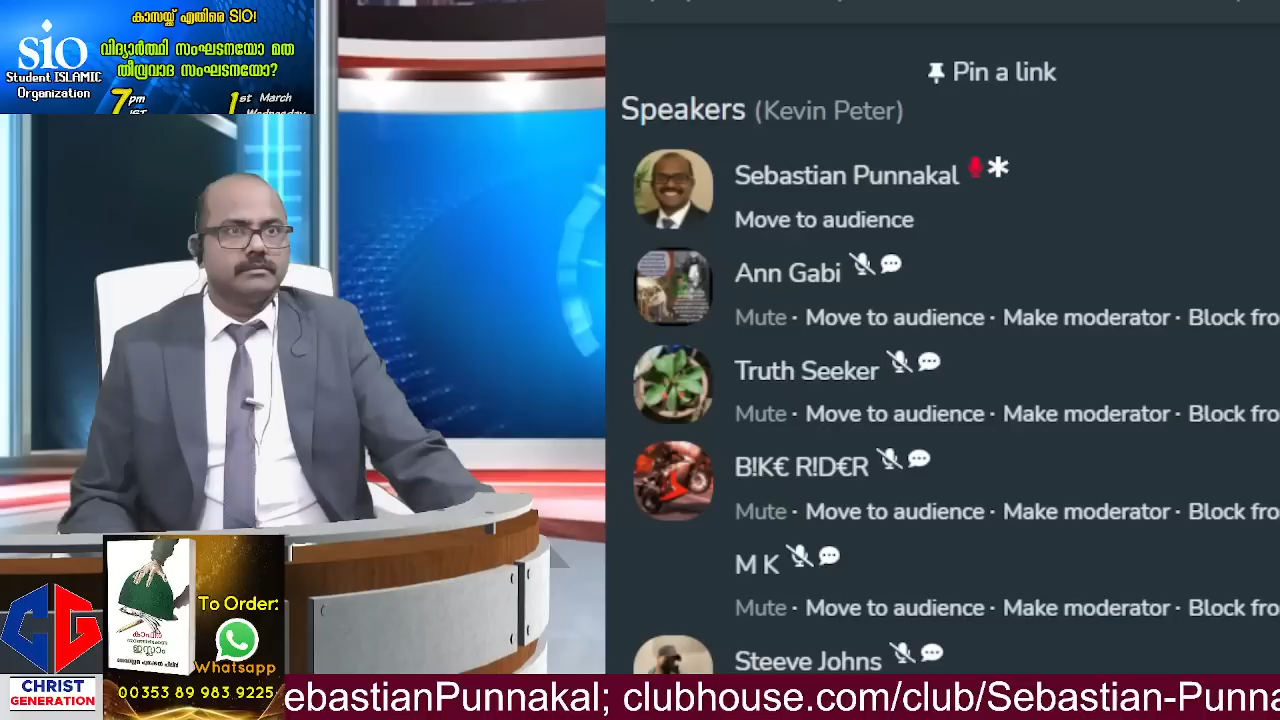 കാസയ്ക്ക് എതിരെ SIO!
sio
വിദ്യാർത്ഥി സംഘടനയോ മത
തീവ്രവാദ സംഘടനയോ?
Student ISLAMIC
Organization
7pm
IST
1st March
Wednesday
Pin a link
Speakers (Kevin Peter)
Sebastian Punnakal
Move to audience
Ann Gabi
Mute · Move to audience · Make moderator · Block fro
Truth Seeker
Mute · Move to audience · Make moderator · Block fro
B!K€ R!D€R
Mute · Move to audience · Make moderator · Block fro
M K
Mute · Move to audience · Make moderator · Block fro
Steeve Johns
CG
CHRIST
GENERATION
കാഫിർ
ഇസ്ലാം
To Order:
Whatsapp
00353 89 983 9225
ebastianPunnakal; clubhouse.com/club/Sebastian-Punna